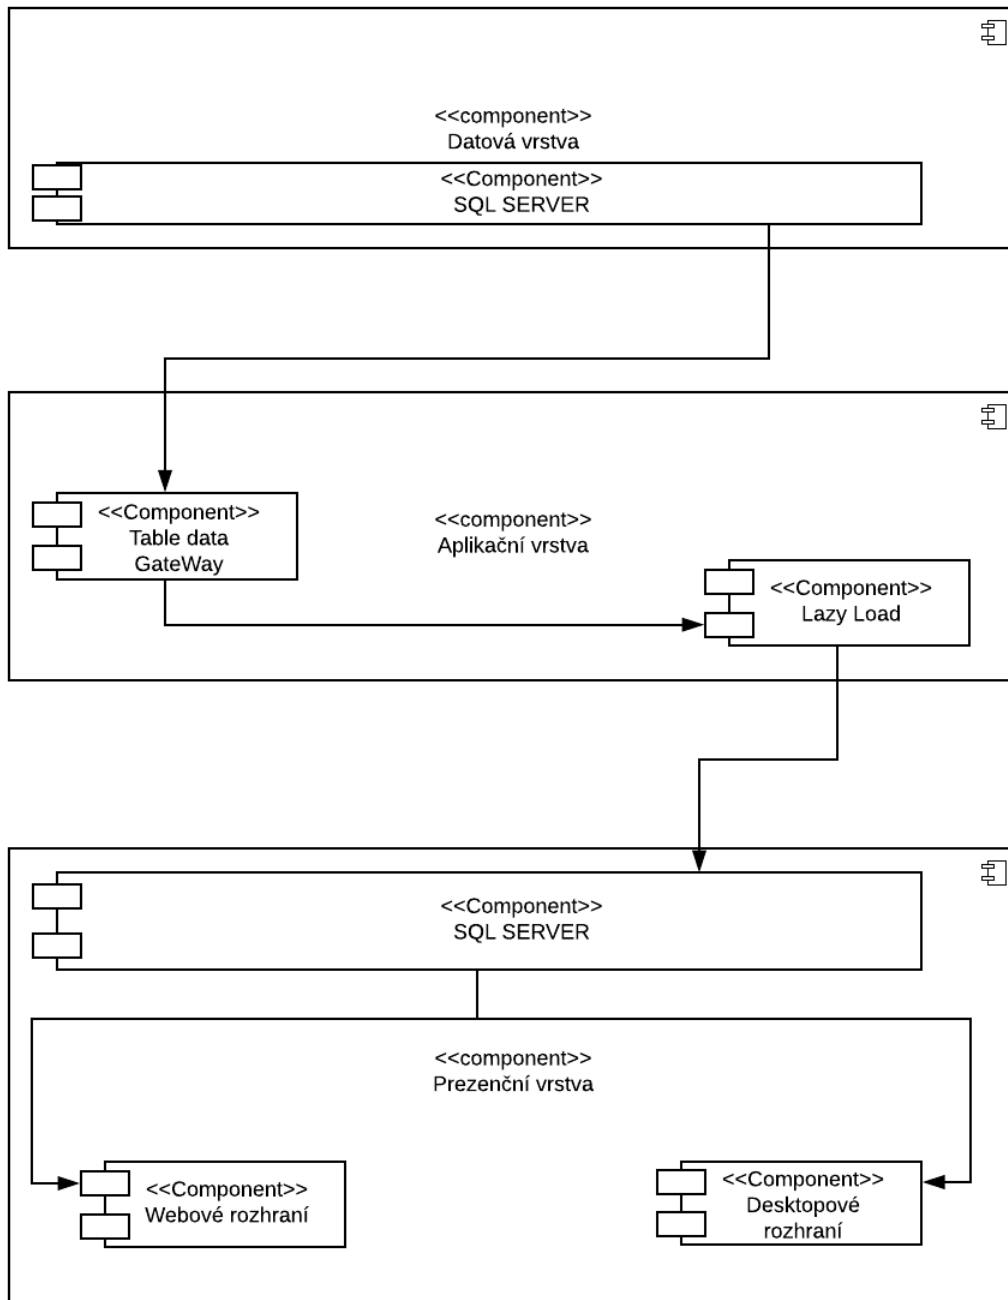 <<component>>
Datová vrstva
<<Component>>
SQL SERVER
<<Component>>
Table data
GateWay
<<component>>
Aplikační vrstva
<<Component>>
Lazy Load
<<Component>>
SQL SERVER
<<component>>
Prezenční vrstva
<<Component>>
Webové rozhraní
<<Component>>
Desktopové
rozhraní